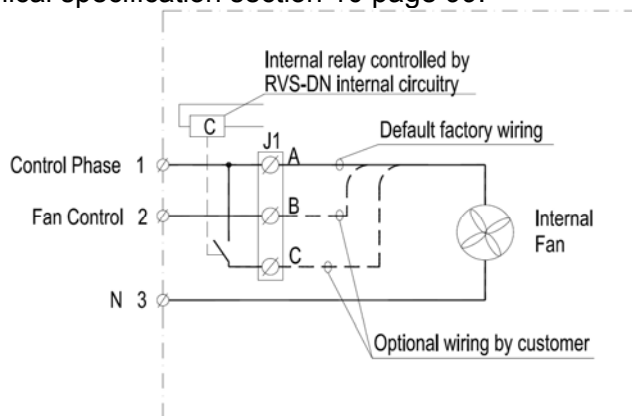 Internal relay controlled by
RVS-DN internal circuitry
C
J1
Default factory wiring
Control Phase 1
A
Fan Control 2
B
Internal
Fan
C
N 3
Optional wiring by customer